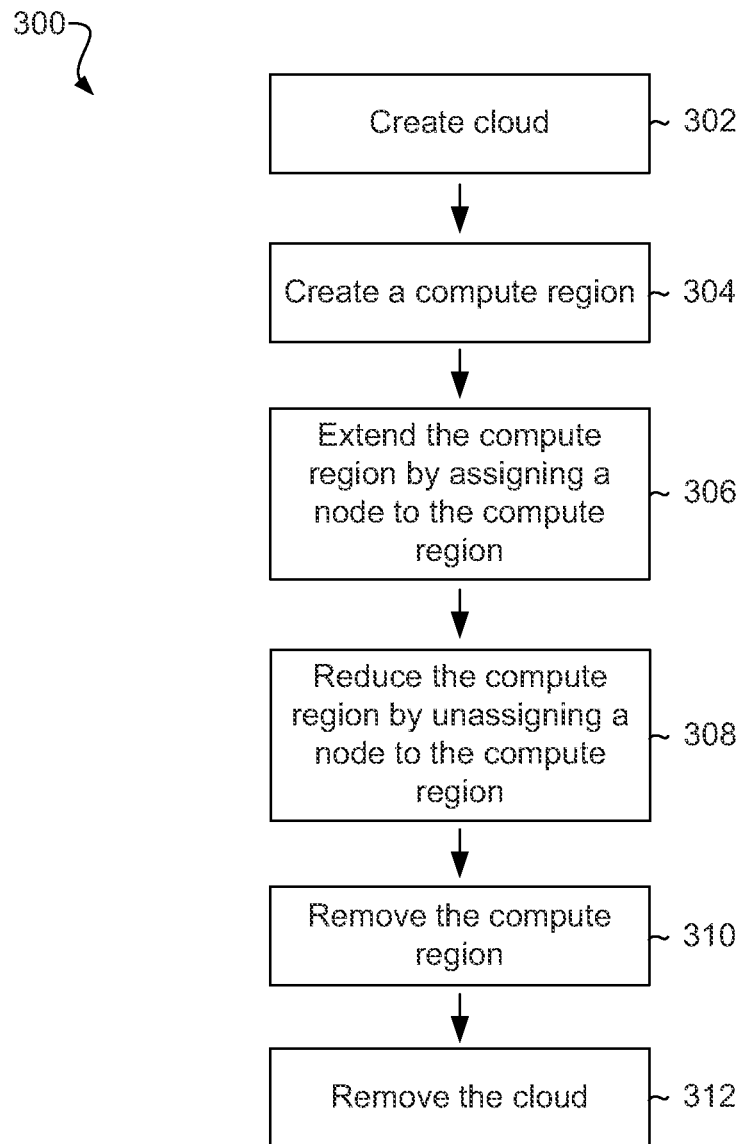 300
Create cloud
302
Create a compute region
304
Extend the compute
region by assigning a
node to the compute
region
306
Reduce the compute
region by unassigning a
node to the compute
region
308
Remove the compute
region
310
Remove the cloud
312